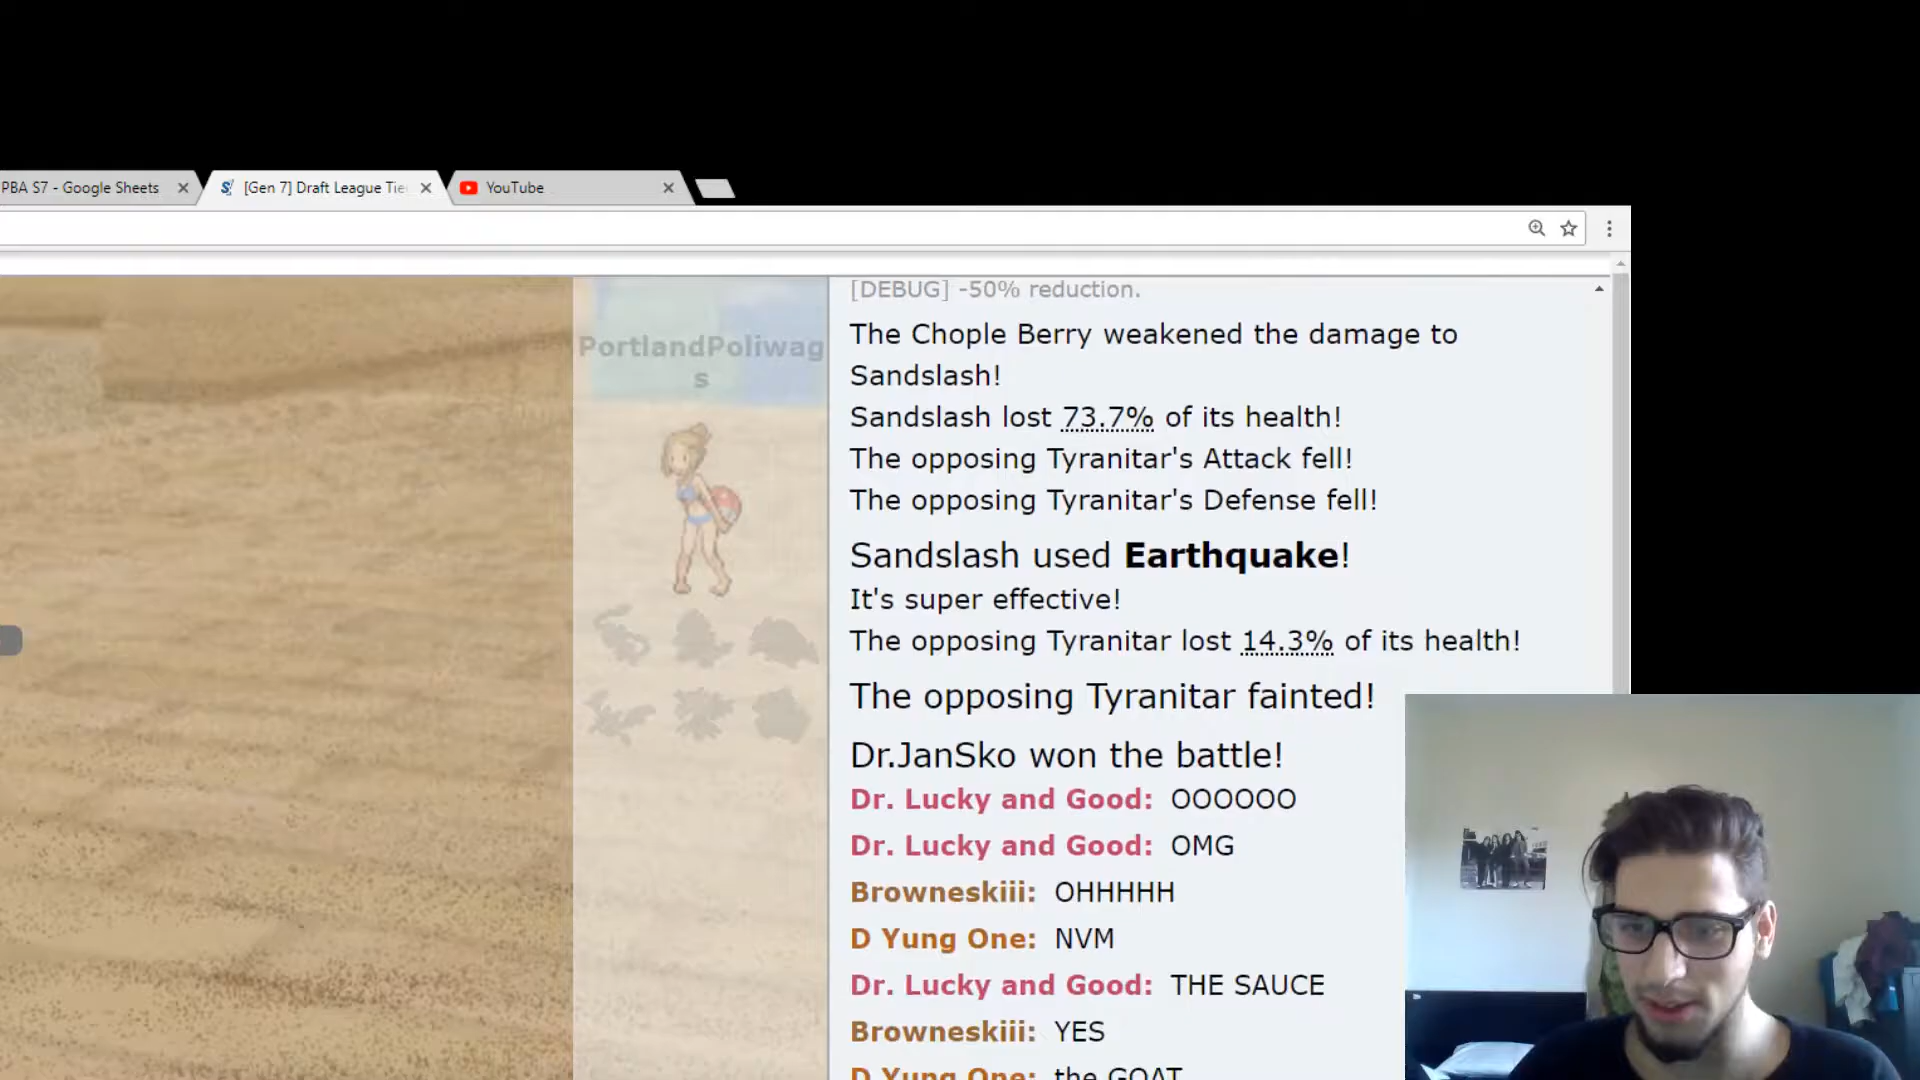 PBA S7 - Google Sheets
[Gen 7] Draft League Tie
YouTube
PortlandPoliwag
s
[DEBUG] -50% reduction.
The Chople Berry weakened the damage to
Sandslash!
Sandslash lost 73.7% of its health!
The opposing Tyranitar's Attack fell!
The opposing Tyranitar's Defense fell!
Sandslash used Earthquake!
It's super effective!
The opposing Tyranitar lost 14.3% of its health!
The opposing Tyranitar fainted!
Dr.JanSko won the battle!
Dr. Lucky and Good: OOOOOO
Dr. Lucky and Good: OMG
Browneskiii: OHHHHH
D Yung One: NVM
Dr. Lucky and Good: THE SAUCE
Browneskiii: YES
D Yung One: the GOAT